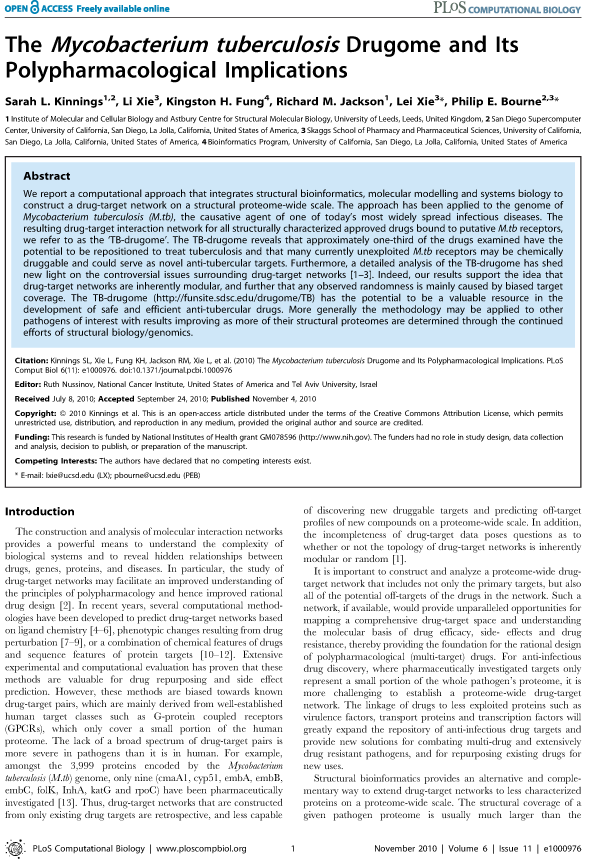 OPEN ACCESS Freely available online
PLoS COMPUTATIONAL BIOLOGY
The Mycobacterium tuberculosis Drugome and Its
Polypharmacological Implications
Sarah L. Kinnings1,2, Li Xie3, Kingston H. Fung4, Richard M. Jackson1, Lei Xie3*, Philip E. Bourne2,3*
1 Institute of Molecular and Cellular Biology and Astbury Centre for Structural Molecular Biology, University of Leeds, Leeds, United Kingdom, 2 San Diego Supercomputer
Center, University of California, San Diego, La Jolla, California, United States of America, 3 Skaggs School of Pharmacy and Pharmaceutical Sciences, University of California,
San Diego, La Jolla, California, United States of America, 4 Bioinformatics Program, University of California, San Diego, La Jolla, California, United States of America
Abstract
We report a computational approach that integrates structural bioinformatics, molecular modelling and systems biology to
construct a drug-target network on a structural proteome-wide scale. The approach has been applied to the genome of
Mycobacterium tuberculosis (M.tb), the causative agent of one of today's most widely spread infectious diseases. The
resulting drug-target interaction network for all structurally characterized approved drugs bound to putative M.tb receptors,
we refer to as the 'TB-drugome'. The TB-drugome reveals that approximately one-third of the drugs examined have the
potential to be repositioned to treat tuberculosis and that many currently unexploited M.tb receptors may be chemically
druggable and could serve as novel anti-tubercular targets. Furthermore, a detailed analysis of the TB-drugome has shed
new light on the controversial issues surrounding drug-target networks [1–3]. Indeed, our results support the idea that
drug-target networks are inherently modular, and further that any observed randomness is mainly caused by biased target
coverage. The TB-drugome (http://funsite.sdsc.edu/drugome/TB) has the potential to be a valuable resource in the
development of safe and efficient anti-tubercular drugs. More generally the methodology may be applied to other
pathogens of interest with results improving as more of their structural proteomes are determined through the continued
efforts of structural biology/genomics.
Citation: Kinnings SL, Xie L, Fung KH, Jackson RM, Xie L, et al. (2010) The Mycobacterium tuberculosis Drugome and Its Polypharmacological Implications. PLoS
Comput Biol 6(11): e1000976. doi:10.1371/journal.pcbi.1000976
Editor: Ruth Nussinov, National Cancer Institute, United States of America and Tel Aviv University, Israel
Received July 8, 2010; Accepted September 24, 2010; Published November 4, 2010
Copyright: © 2010 Kinnings et al. This is an open-access article distributed under the terms of the Creative Commons Attribution License, which permits
unrestricted use, distribution, and reproduction in any medium, provided the original author and source are credited.
Funding: This research is funded by National Institutes of Health grant GM078596 (http://www.nih.gov). The funders had no role in study design, data collection
and analysis, decision to publish, or preparation of the manuscript.
Competing Interests: The authors have declared that no competing interests exist.
* E-mail: lxie@ucsd.edu (LX); pbourne@ucsd.edu (PEB)
Introduction
The construction and analysis of molecular interaction networks
provides a powerful means to understand the complexity of
biological systems and to reveal hidden relationships between
drugs, genes, proteins, and diseases. In particular, the study of
drug-target networks may facilitate an improved understanding of
the principles of polypharmacology and hence improved rational
drug design [2]. In recent years, several computational method-
ologies have been developed to predict drug-target networks based
on ligand chemistry [4–6], phenotypic changes resulting from drug
perturbation [7–9], or a combination of chemical features of drugs
and sequence features of protein targets [10–12]. Extensive
experimental and computational evaluation has proven that these
methods are valuable for drug repurposing and side effect
prediction. However, these methods are biased towards known
drug-target pairs, which are mainly derived from well-established
human target classes such as G-protein coupled receptors
(GPCRs), which only cover a small portion of the human
proteome. The lack of a broad spectrum of drug-target pairs is
more severe in pathogens than it is in human. For example,
amongst the 3,999 proteins encoded by the Mycobacterium
tuberculosis (M.tb) genome, only nine (cmaA1, cyp51, embA, embB,
embC, folK, InhA, katG and rpoC) have been pharmaceutically
investigated [13]. Thus, drug-target networks that are constructed
from only existing drug targets are retrospective, and less capable
of discovering new druggable targets and predicting off-target
profiles of new compounds on a proteome-wide scale. In addition,
the incompleteness of drug-target data poses questions as to
whether or not the topology of drug-target networks is inherently
modular or random [1].
It is important to construct and analyze a proteome-wide drug-
target network that includes not only the primary targets, but also
all of the potential off-targets of the drugs in the network. Such a
network, if available, would provide unparalleled opportunities for
mapping a comprehensive drug-target space and understanding
the molecular basis of drug efficacy, side- effects and drug
resistance, thereby providing the foundation for the rational design
of polypharmacological (multi-target) drugs. For anti-infectious
drug discovery, where pharmaceutically investigated targets only
represent a small portion of the whole pathogen's proteome, it is
more challenging to establish a proteome-wide drug-target
network. The linkage of drugs to less exploited proteins such as
virulence factors, transport proteins and transcription factors will
greatly expand the repository of anti-infectious drug targets and
provide new solutions for combating multi-drug and extensively
drug resistant pathogens, and for repurposing existing drugs for
new uses.
Structural bioinformatics provides an alternative and comple-
mentary way to extend drug-target networks to less characterized
proteins on a proteome-wide scale. The structural coverage of a
given pathogen proteome is usually much larger than the
PLoS Computational Biology | www.ploscompbiol.org
1
November 2010 | Volume 6 | Issue 11 | e1000976